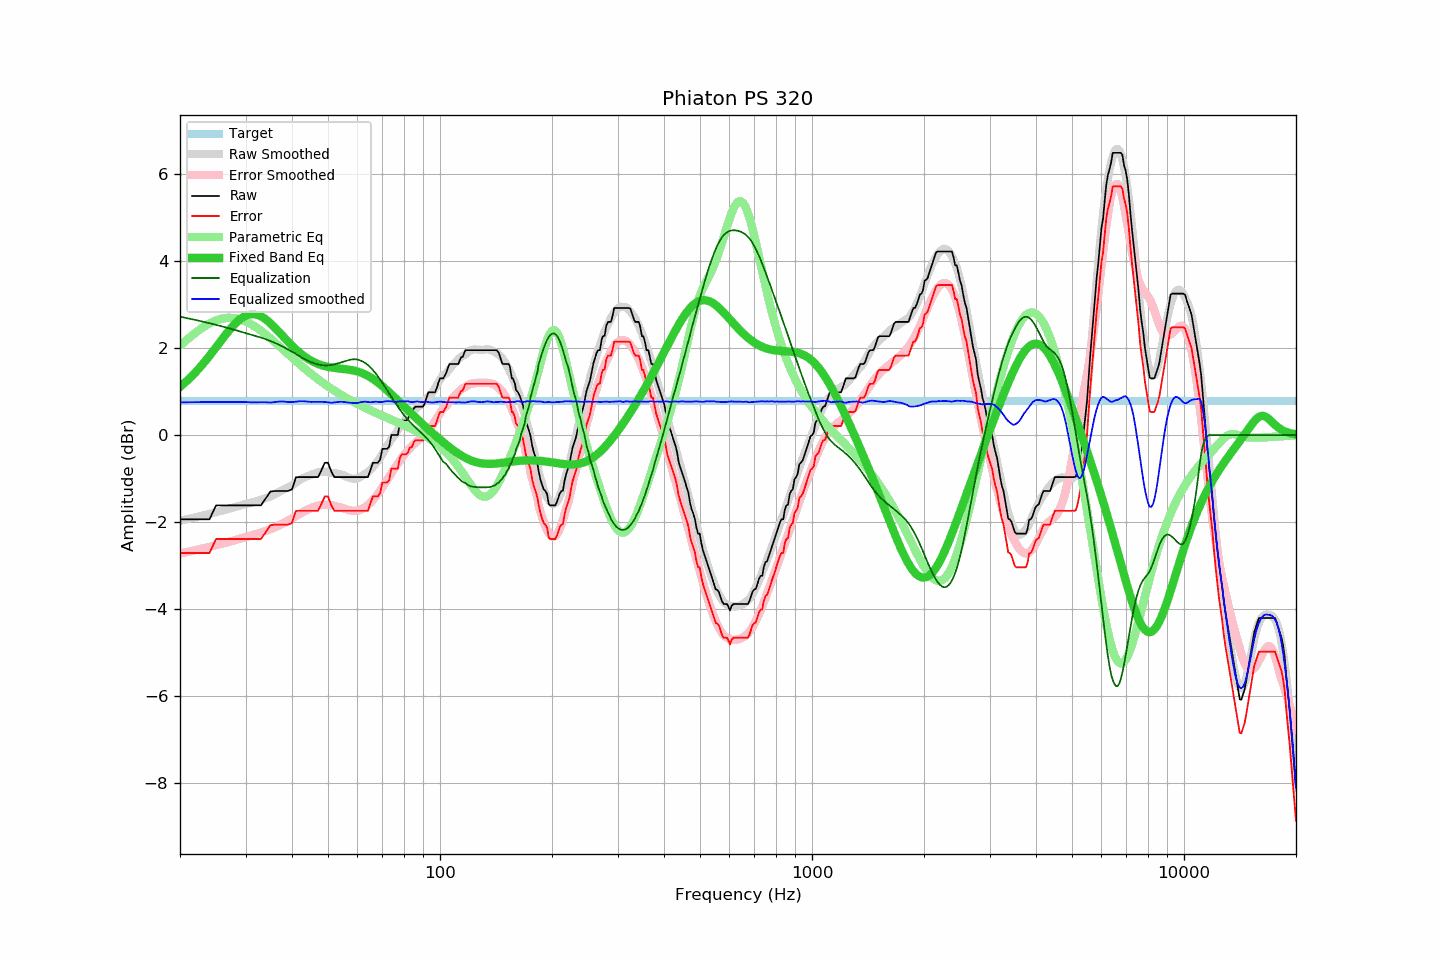 Phiaton PS 320
Target
Raw Smoothed
Error Smoothed
Raw
Error
Parametric Eq
Fixed Band Eq
Equalization
Equalized smoothed
6
4
2
0
−2
−4
−6
−8
Amplitude (dBr)
100
1000
10000
Frequency (Hz)